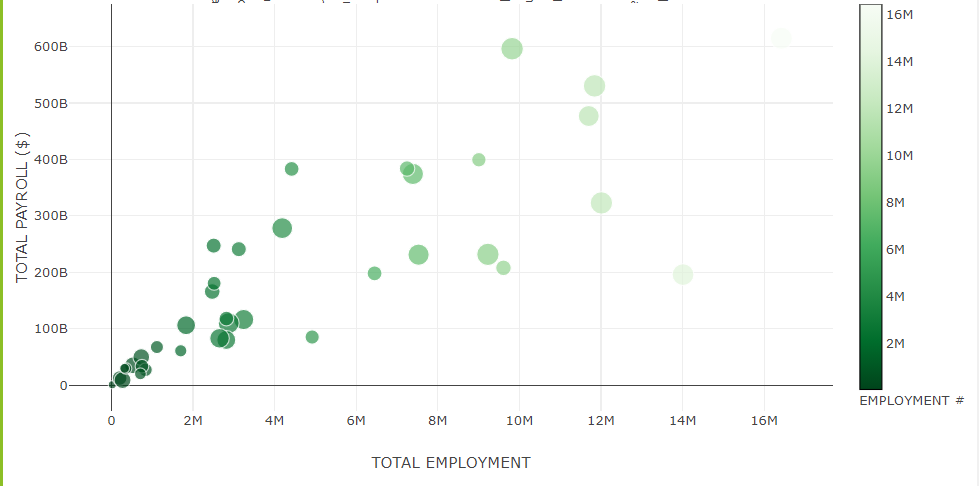 600B
500B
400B
300B
200B
100B
0
TOTAL PAYROLL ($)
0 2M 4M 6M 8M 10M 12M 14M 16M
TOTAL EMPLOYMENT
16M
14M
12M
10M
8M
6M
4M
2M
EMPLOYMENT #